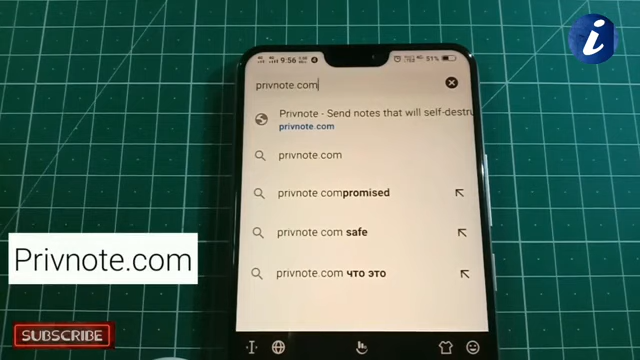 9:56
51%
privnote.com
Privnote - Send notes that will self-destru
privnote.com
privnote.com
privnote compromised
privnote.com safe
privnote.com что это
Privnote.com
SUBSCRIBE
i